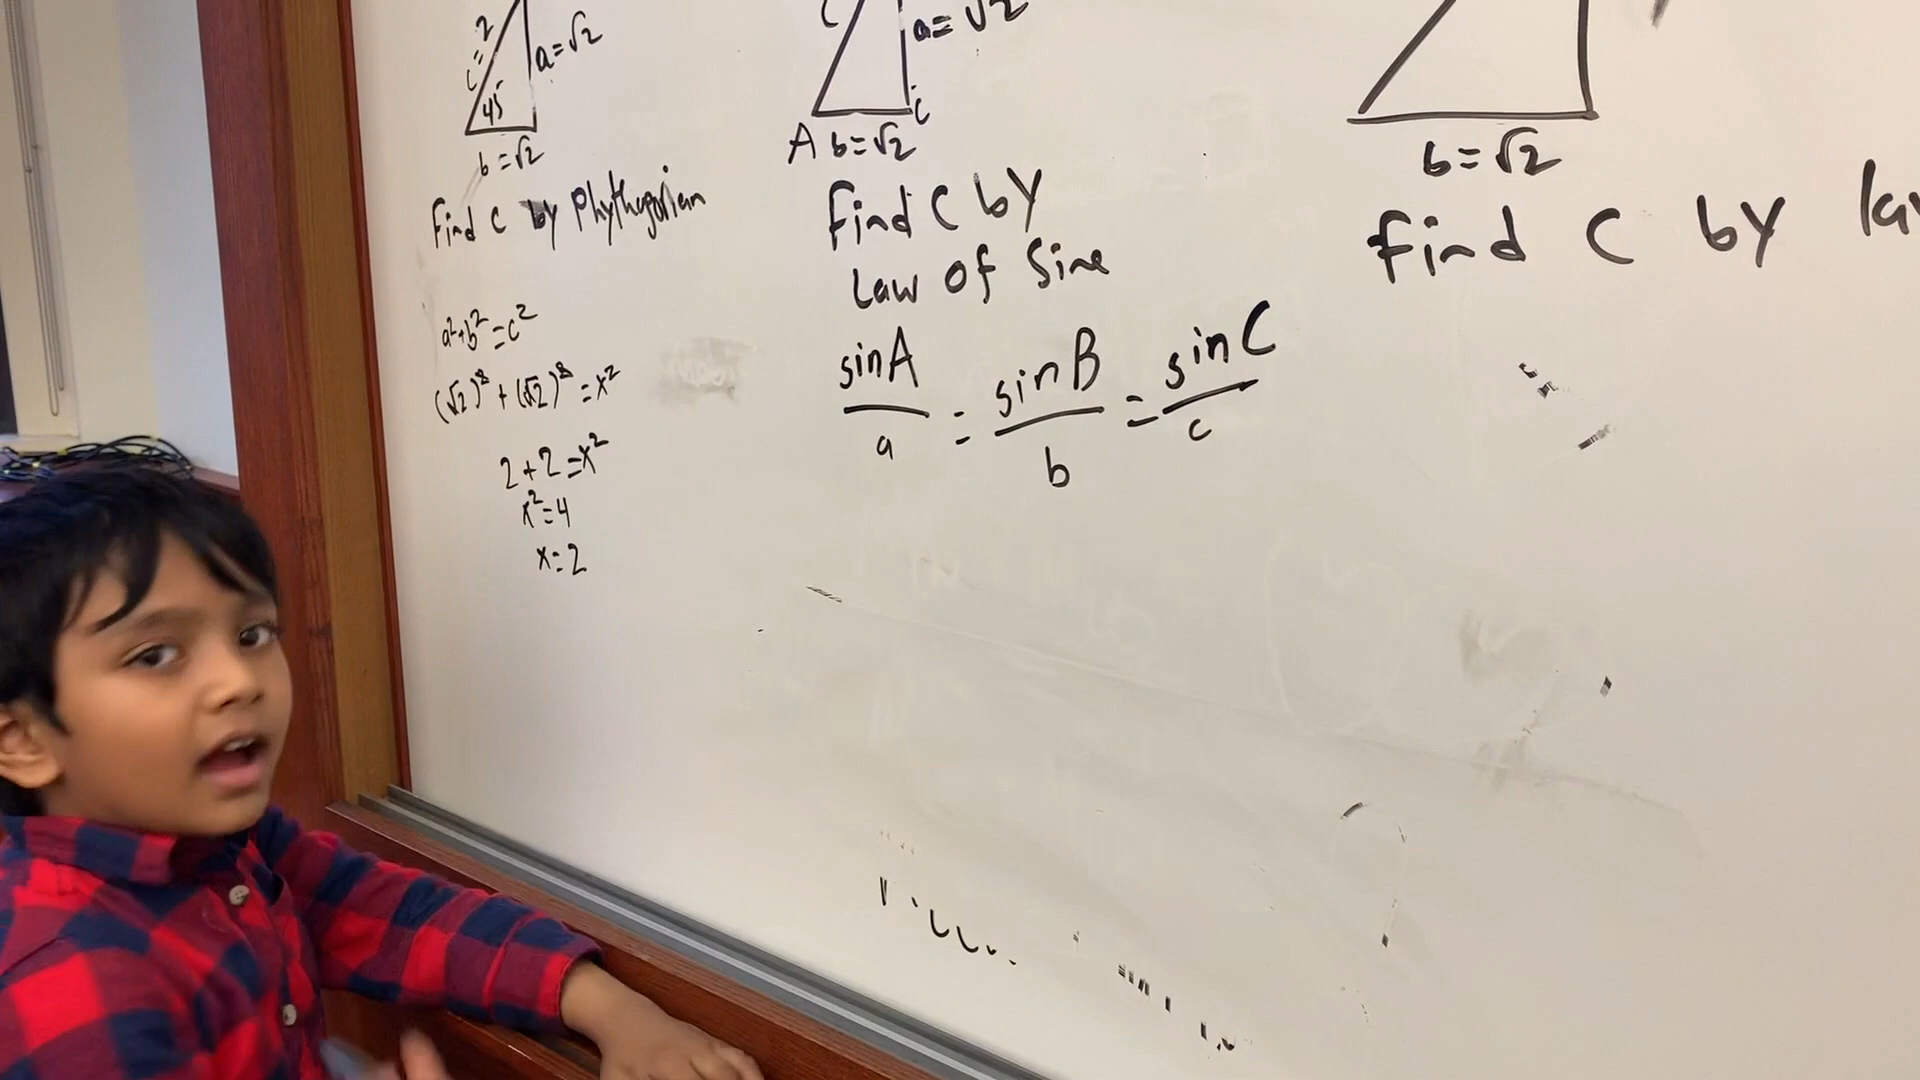 c=2
a=√2
45
b=√2
Find C by Phythagorian
a²+b²=c²
(√2)²+(√2)²=x²
2+2=x²
x²=4
x=2
C
a=√2
C
A b=√2
Find C by
Law of Sine
sinA/a = sinB/b = sinC/c
b=√2
Find C by